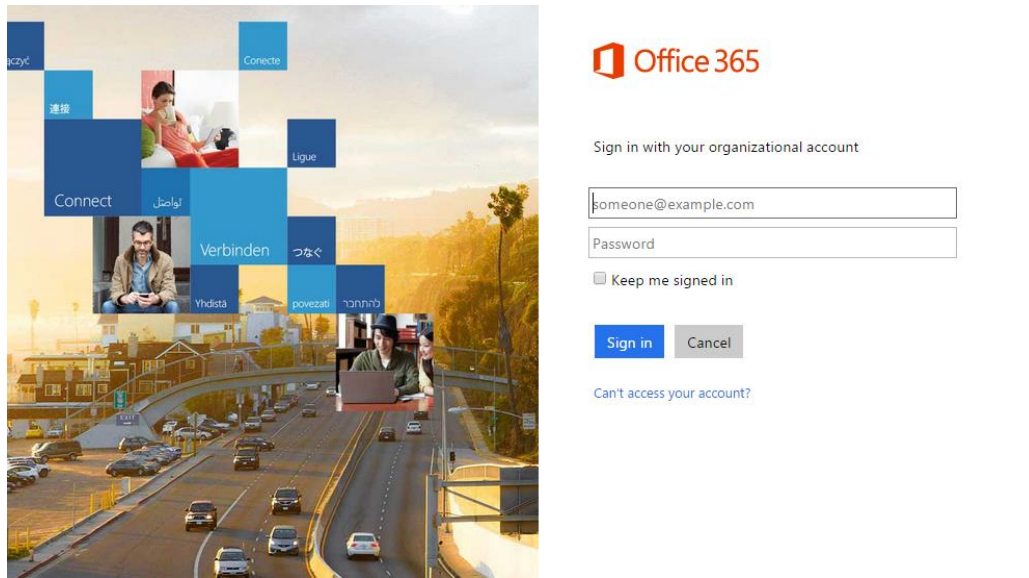 ączyć
Conecte
連接
Ligue
Connect
تواصل
Verbinden
つなぐ
Yhdistä
povezati
להתחבר
EXIT
Office 365
Sign in with your organizational account
someone@example.com
Password
Keep me signed in
Sign in
Cancel
Can't access your account?